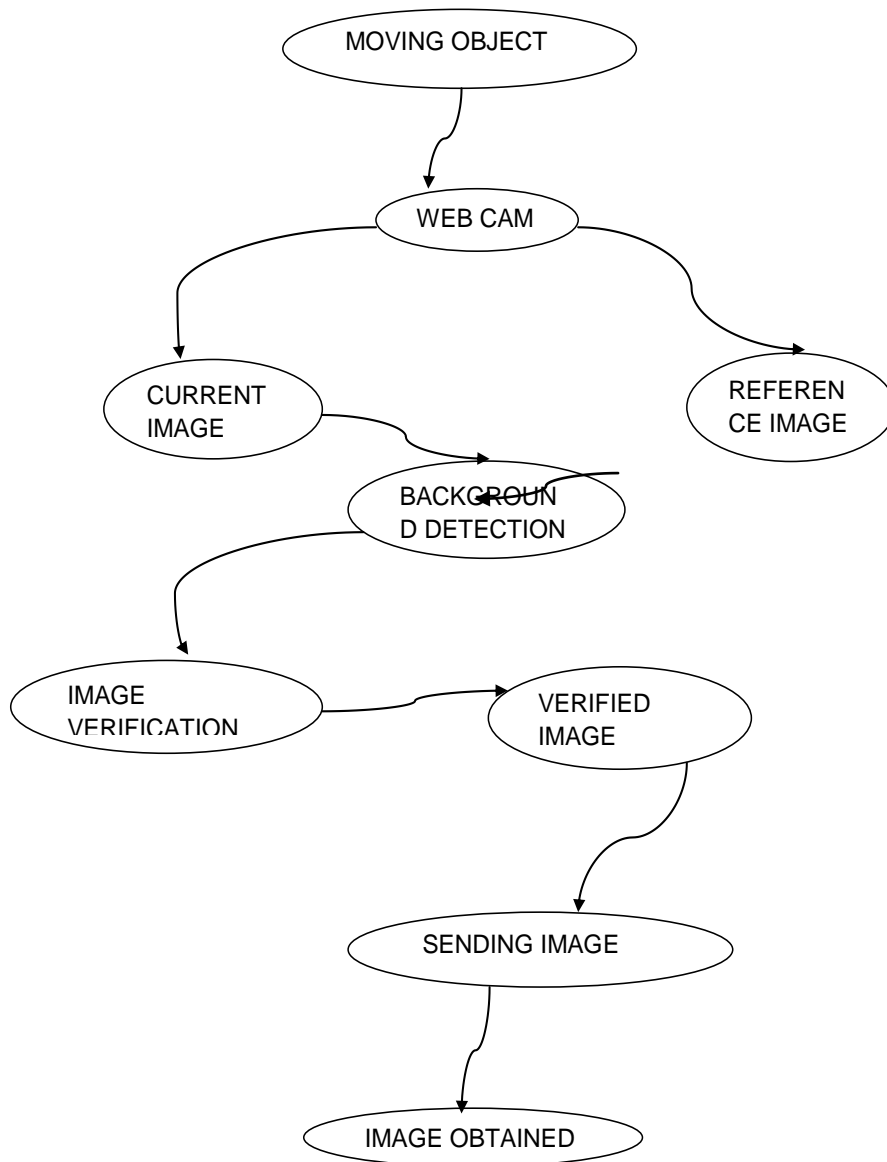 MOVING OBJECT
WEB CAM
CURRENT
IMAGE
REFEREN
CE IMAGE
BACKGROUN
D DETECTION
IMAGE
VERIFICATION
VERIFIED
IMAGE
SENDING IMAGE
IMAGE OBTAINED